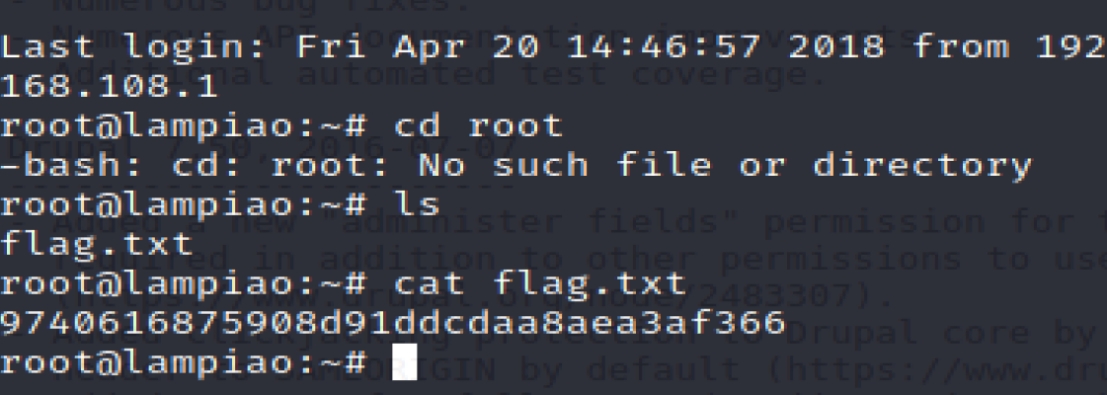 - Numerous bug fixes.
Last login: Fri Apr 20 14:46:57 2018 from 192
168.108.1
root@lampiao:~# cd root
-bash: cd: root: No such file or directory
root@lampiao:~# ls
flag.txt
root@lampiao:~# cat flag.txt
9740616875908d91ddcdaa8aea3af366
root@lampiao:~#
- Numerous API documentation improvements
- Additional automated test coverage.
Drupal 7.50, 2016-07-07
- Added a new "administer fields" permission for
required in addition to other permissions to use
(https://www.drupal.org/node/2483307).
- Added clickjacking protection to Drupal core by
header to SAMEORIGIN by default (https://www.dru